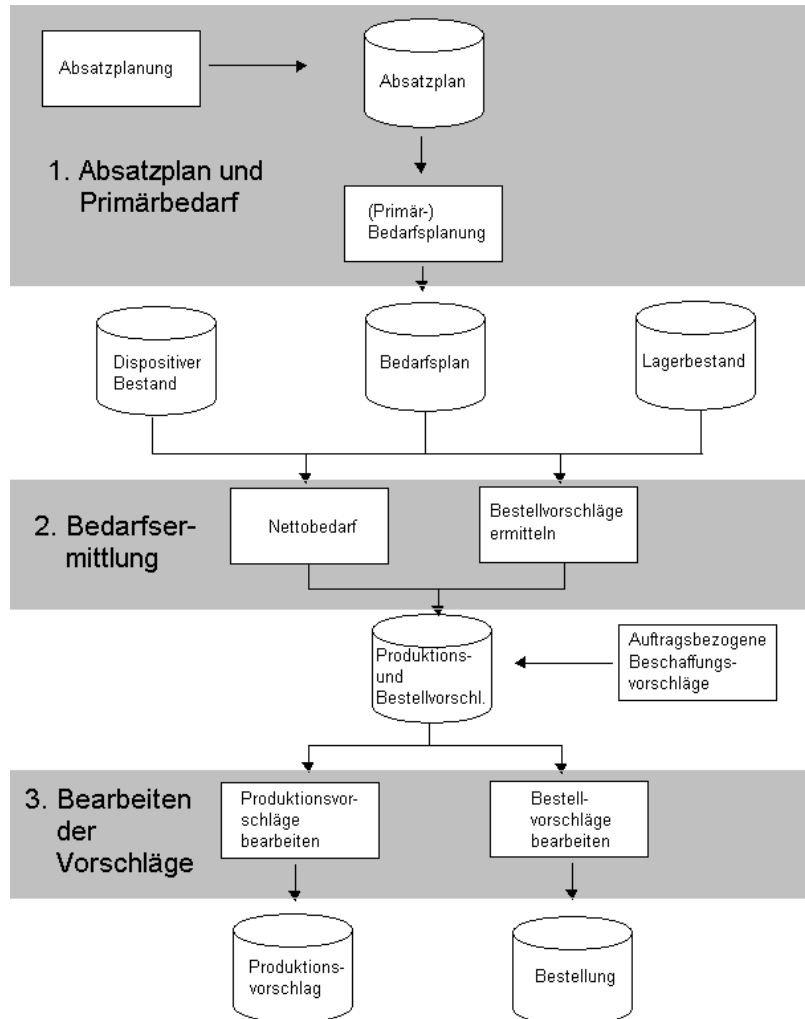 Absatzplanung
Absatzplan
1. Absatzplan und
Primärbedarf
(Primär-)
Bedarfsplanung
Dispositiver
Bestand
Bedarfsplan
Lagerbestand
2. Bedarfser-
mittlung
Nettobedarf
Bestellvorschläge
ermitteln
Produktions-
und
Bestellvorschl.
Auftragsbezogene
Beschaffungs-
vorschläge
3. Bearbeiten
der
Vorschläge
Produktionsvor-
schläge
bearbeiten
Bestell-
vorschläge
bearbeiten
Produktions-
vorschlag
Bestellung